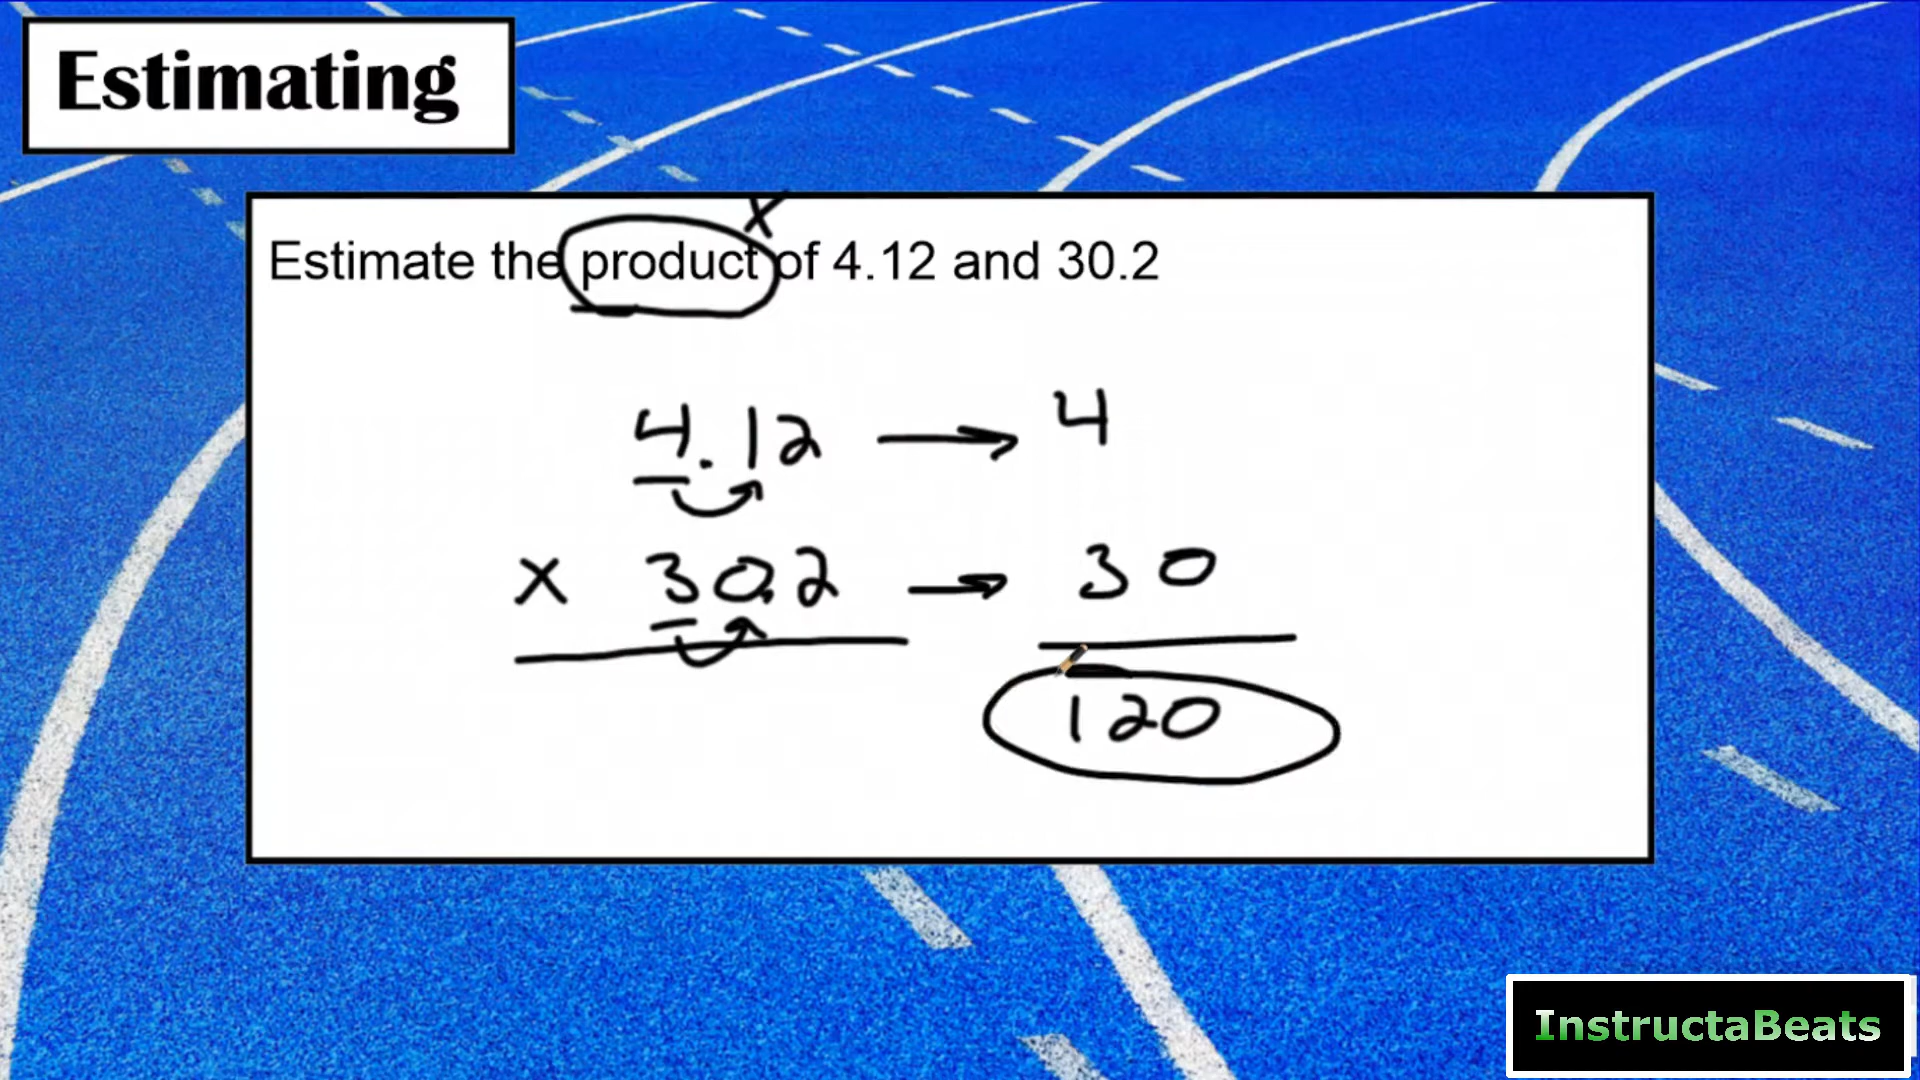 Estimating
x
Estimate the product of 4.12 and 30.2
4.12 → 4
x 30.2 → 30
120
InstructaBeats